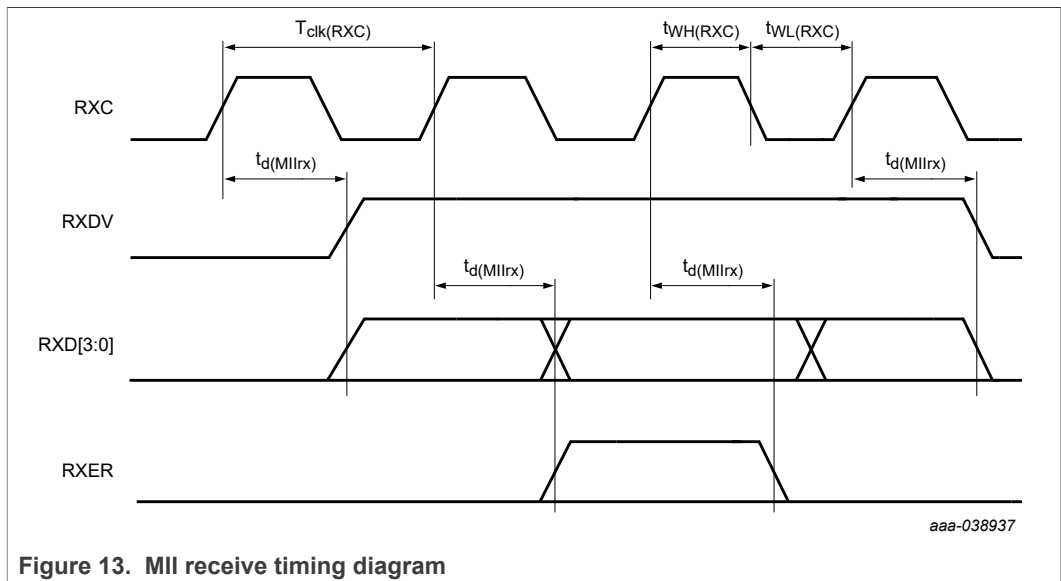 Tclk(RXC)
tWH(RXC) tWL(RXC)
RXC
td(MIIrx) td(MIIrx)
RXDV
td(MIIrx) td(MIIrx)
RXD[3:0]
RXER
aaa-038937
Figure 13. MII receive timing diagram